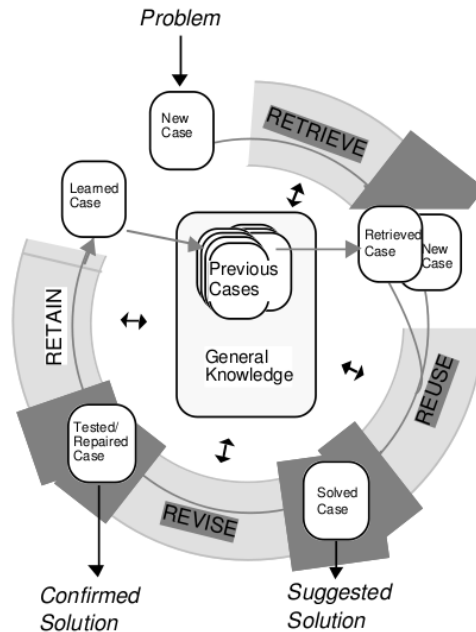 Problem
New
Case
RETRIEVE
Learned
Case
Retrieved
Case
New
Case
Previous
Cases
General
Knowledge
RETAIN
REUSE
Tested/
Repaired
Case
REVISE
Solved
Case
Confirmed
Solution
Suggested
Solution